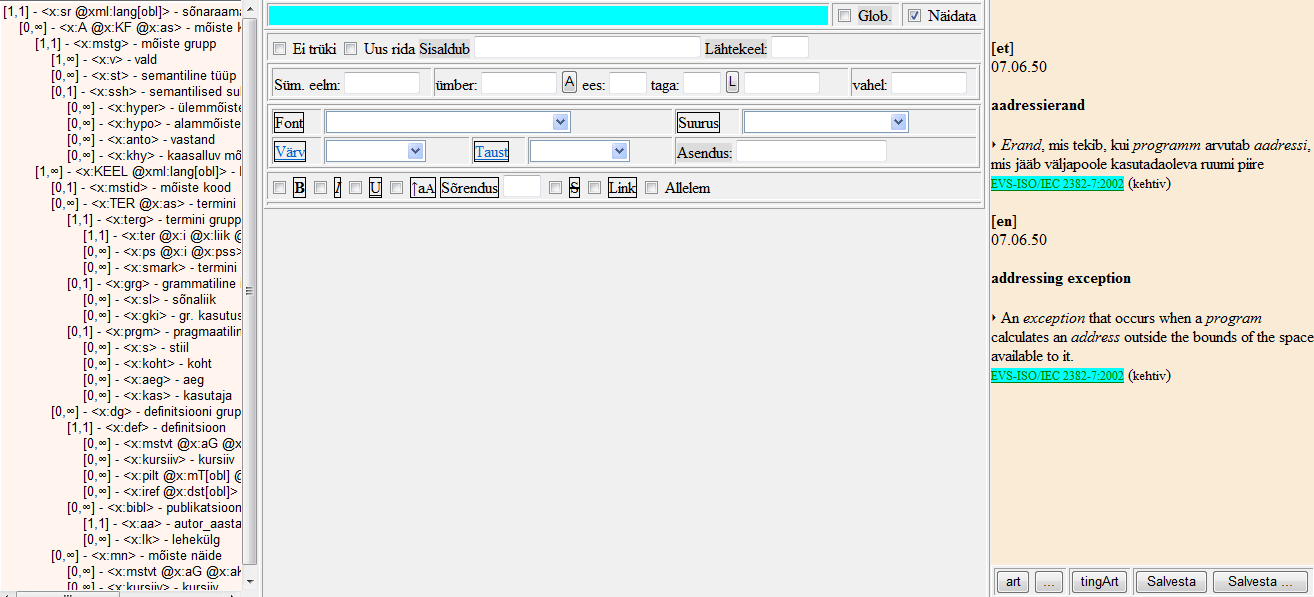 [1,1] - <x:sr @xml:lang[obl]> - sõnaraama
[0,∞] - <x:A @x:KF @x:as> - mõiste k
[1,1] - <x:mstg> - mõiste grupp
[1,∞] - <x:v> - vald
[0,∞] - <x:st> - semantiline tüüp
[0,1] - <x:ssh> - semantilised su
[0,∞] - <x:hyper> - ülemmõiste
[0,∞] - <x:hypo> - alammõiste
[0,∞] - <x:anto> - vastand
[0,∞] - <x:khy> - kaasalluv mõ
[1,∞] - <x:KEEL @xml:lang[obl]> - l
[0,1] - <x:mstid> - mõiste kood
[0,∞] - <x:TER @x:as> - termini
[1,1] - <x:terg> - termini grupp
[1,1] - <x:ter @x:i @x:liik @
[0,∞] - <x:ps @x:i @x:pss>
[0,∞] - <x:smark> - termini
[0,1] - <x:grg> - grammatiline i
[0,∞] - <x:sl> - sõnaliik
[0,∞] - <x:gki> - gr. kasutus
[0,1] - <x:prgm> - pragmaatilin
[0,∞] - <x:s> - stiil
[0,∞] - <x:koht> - koht
[0,∞] - <x:aeg> - aeg
[0,∞] - <x:kas> - kasutaja
[0,∞] - <x:dg> - definitsiooni grup
[1,1] - <x:def> - definitsioon
[0,∞] - <x:mstvt @x:aG @x
[0,∞] - <x:kursiiv> - kursiiv
[0,∞] - <x:pilt @x:mT[obl] @
[0,∞] - <x:iref @x:dst[obl]>
[0,∞] - <x:bibl> - publikatsioon
[1,1] - <x:aa> - autor_aasta
[0,∞] - <x:lk> - lehekülg
[0,∞] - <x:mn> - mõiste näide
[0,∞] - <x:mstvt @x:aG @x:ak
[0,∞] - <x:kursiiv> - kursiiv
Glob. Näidata
Ei trüki Uus rida Sisaldub Lähtekeel:
Süm. eelm: ümber: A ees: taga: L vahel:
Font Suurus
Värv Taust Asendus:
B I U ↑aA Sõrendus S Link Allelem
[et]
07.06.50
aadressierand
‣ Erand, mis tekib, kui programm arvutab aadressi,
mis jääb väljapoole kasutadaoleva ruumi piire
EVS-ISO/IEC 2382-7:2002 (kehtiv)
[en]
07.06.50
addressing exception
‣ An exception that occurs when a program
calculates an address outside the bounds of the space
available to it.
EVS-ISO/IEC 2382-7:2002 (kehtiv)
art ... tingArt Salvesta Salvesta ...